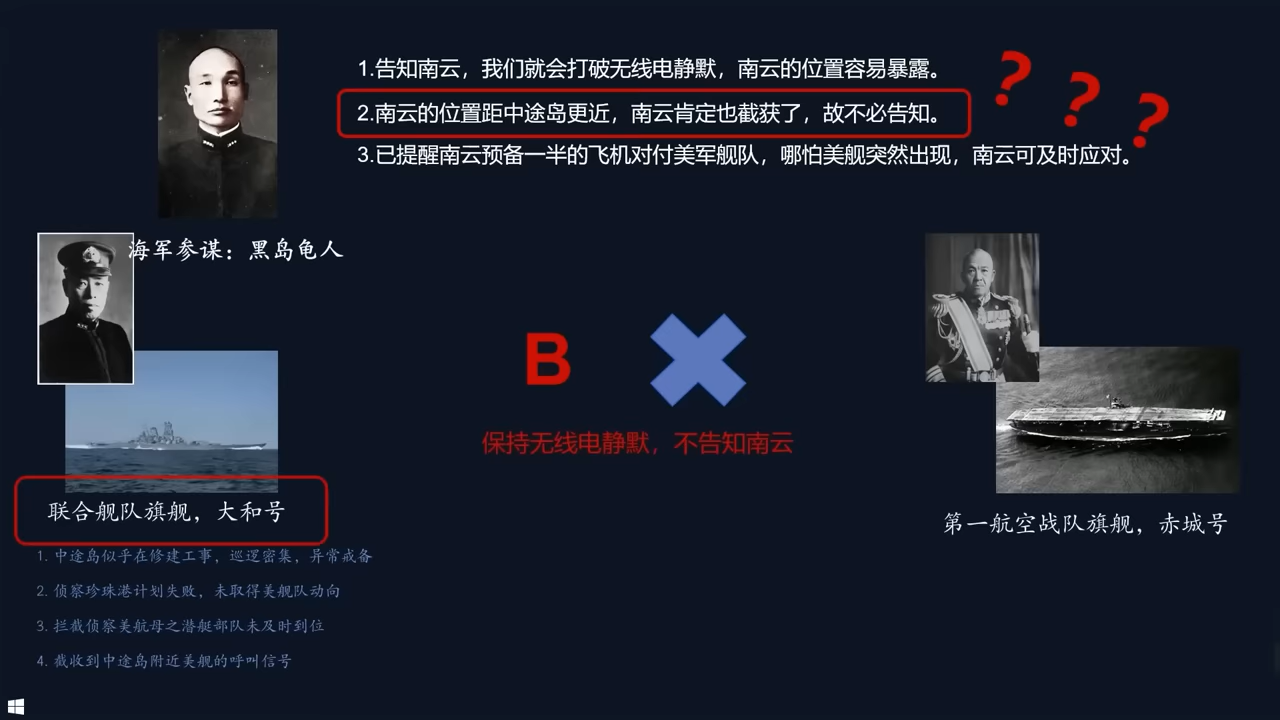 1.告知南云，我们就会打破无线电静默，南云的位置容易暴露。
2.南云的位置距中途岛更近，南云肯定也截获了，故不必告知。
3.已提醒南云预备一半的飞机对付美军舰队，哪怕美舰突然出现，南云可及时应对。
? ? ?
海军参谋：黑岛龟人
B
保持无线电静默，不告知南云
联合舰队旗舰，大和号
第一航空战队旗舰，赤城号
1. 中途岛似乎在修建工事，巡逻密集，异常戒备
2. 侦察珍珠港计划失败，未取得美舰队动向
3. 拦截侦察美航母之潜艇部队未及时到位
4. 截收到中途岛附近美舰的呼叫信号